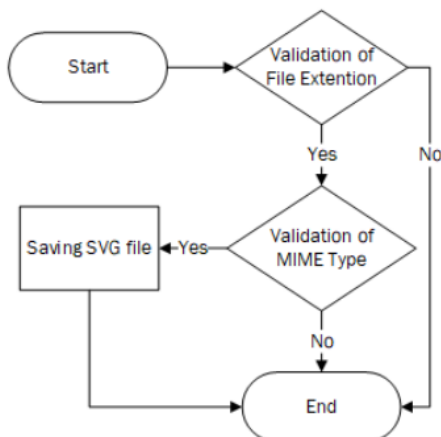 Start
Validation of
File Extention
Yes
No
Saving SVG file
Yes
Validation of
MIME Type
No
End